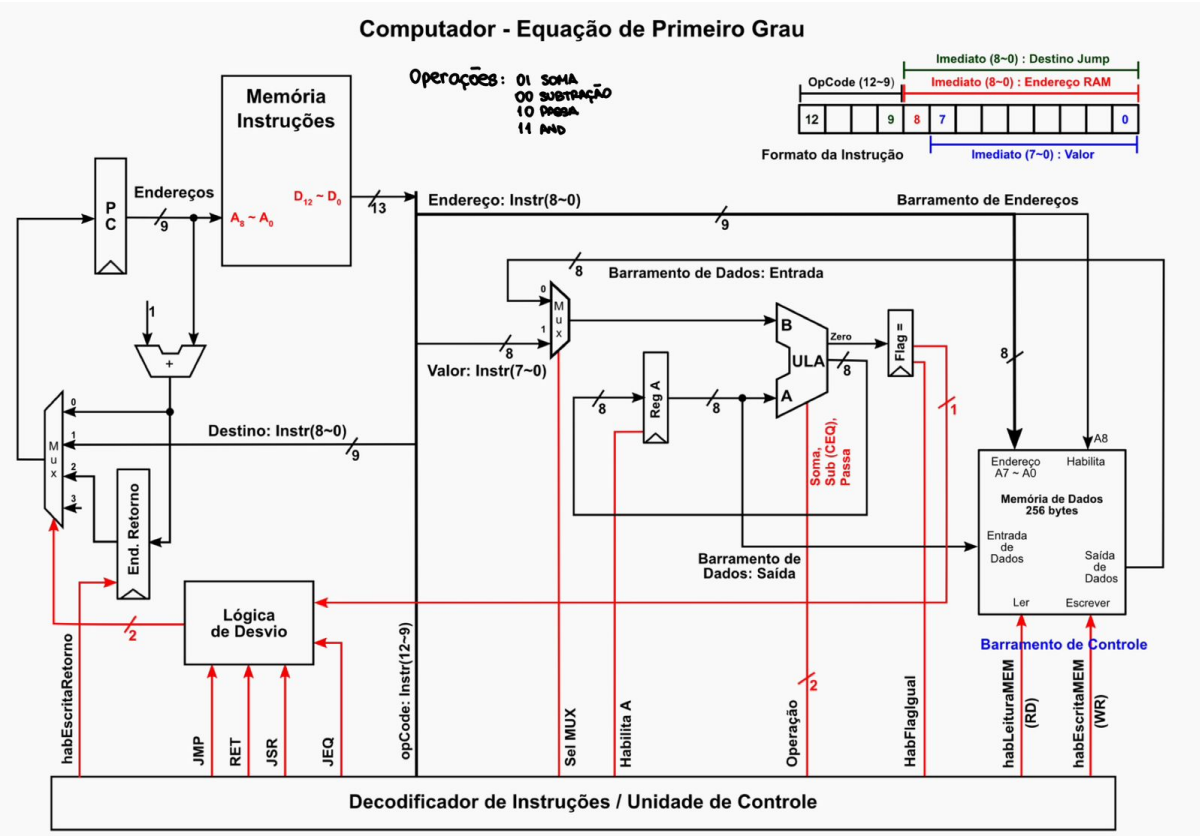 Computador - Equação de Primeiro Grau
Operações: 01 SOMA
00 SUBTRAÇÃO
10 PASSA
11 AND
Imediato (8~0) : Destino Jump
OpCode (12~9)
Imediato (8~0) : Endereço RAM
12
9
8
7
0
Formato da Instrução
Imediato (7~0) : Valor
Memória
Instruções
P
C
Endereços
9
A8 ~ A0
D12 ~ D0
13
Endereço: Instr(8~0)
9
Barramento de Endereços
8
Barramento de Dados: Entrada
1
+
0
1
M
u
x
8
Valor: Instr(7~0)
B
ULA
A
Zero
8
Flag =
8
Reg A
8
8
1
0
1
2
3
M
u
x
Destino: Instr(8~0)
9
End. Retorno
Soma,
Sub (CEQ),
Passa
A8
Endereço
A7 ~ A0
Habilita
Memória de Dados
256 bytes
Entrada
de
Dados
Saída
de
Dados
Ler
Escrever
Barramento de
Dados: Saída
Barramento de Controle
Lógica
de Desvio
2
2
habEscritaRetorno
JMP
RET
JSR
JEQ
opCode: Instr(12~9)
Sel MUX
Habilita A
Operação
HabFlagIgual
habLeituraMEM
(RD)
habEscritaMEM
(WR)
Decodificador de Instruções / Unidade de Controle